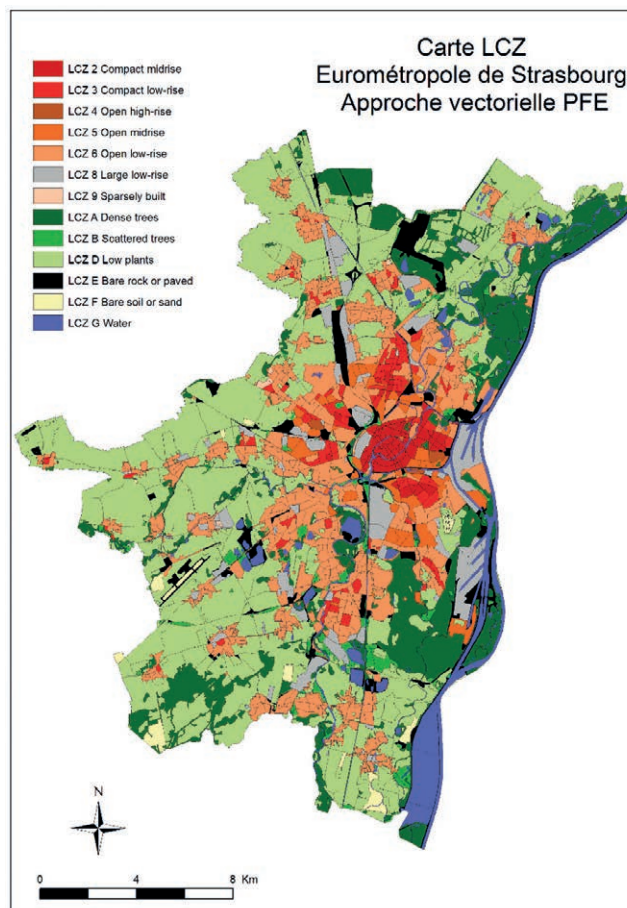 Carte LCZ
Eurométropole de Strasbourg
Approche vectorielle PFE
LCZ 2 Compact midrise
LCZ 3 Compact low-rise
LCZ 4 Open high-rise
LCZ 5 Open midrise
LCZ 6 Open low-rise
LCZ 8 Large low-rise
LCZ 9 Sparsely built
LCZ A Dense trees
LCZ B Scattered trees
LCZ D Low plants
LCZ E Bare rock or paved
LCZ F Bare soil or sand
LCZ G Water
N
0 4 8 Km